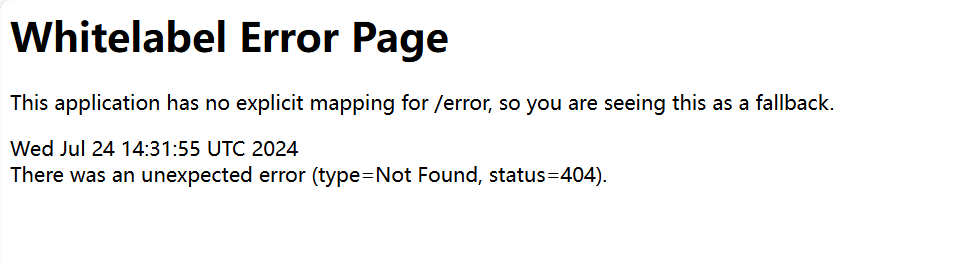 Whitelabel Error Page
This application has no explicit mapping for /error, so you are seeing this as a fallback.
Wed Jul 24 14:31:55 UTC 2024
There was an unexpected error (type=Not Found, status=404).